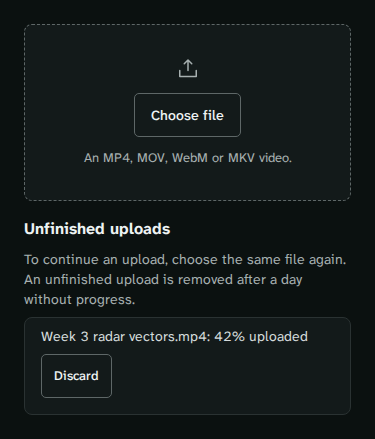 Choose file
An MP4, MOV, WebM or MKV video.
Unfinished uploads
To continue an upload, choose the same file again.
An unfinished upload is removed after a day
without progress.
Week 3 radar vectors.mp4: 42% uploaded
Discard